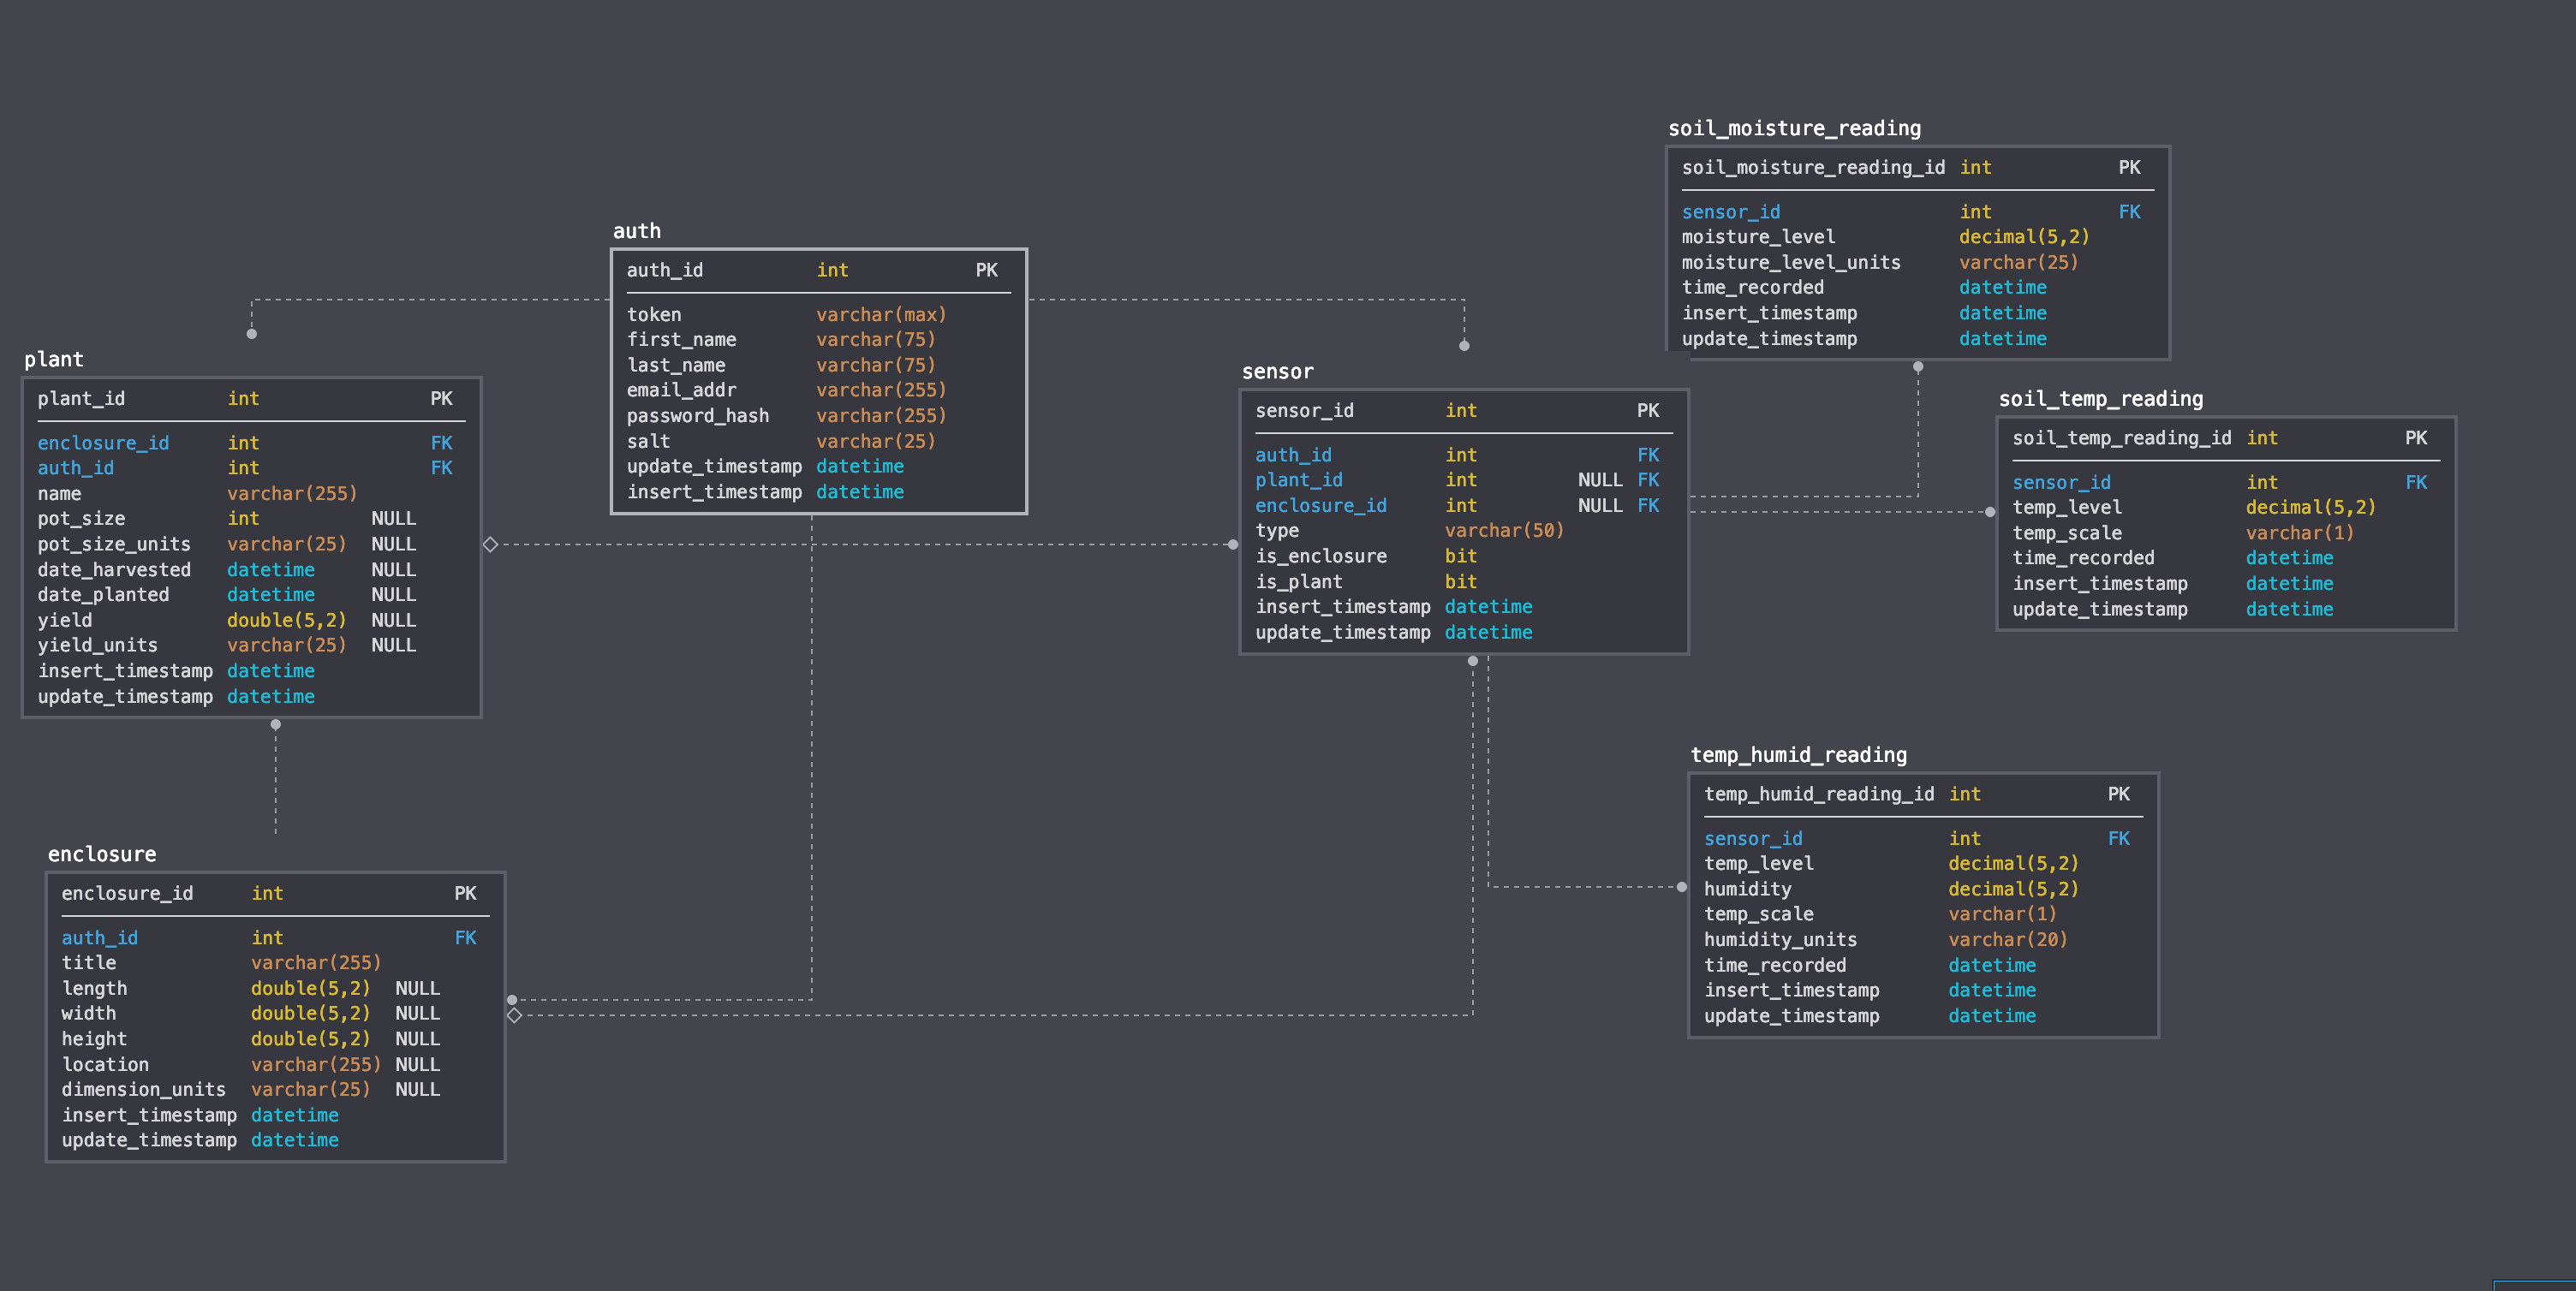 auth
auth_id int PK
token varchar(max)
first_name varchar(75)
last_name varchar(75)
email_addr varchar(255)
password_hash varchar(255)
salt varchar(25)
update_timestamp datetime
insert_timestamp datetime
plant
plant_id int PK
enclosure_id int FK
auth_id int FK
name varchar(255)
pot_size int NULL
pot_size_units varchar(25) NULL
date_harvested datetime NULL
date_planted datetime NULL
yield double(5,2) NULL
yield_units varchar(25) NULL
insert_timestamp datetime
update_timestamp datetime
enclosure
enclosure_id int PK
auth_id int FK
title varchar(255)
length double(5,2) NULL
width double(5,2) NULL
height double(5,2) NULL
location varchar(255) NULL
dimension_units varchar(25) NULL
insert_timestamp datetime
update_timestamp datetime
sensor
sensor_id int PK
auth_id int FK
plant_id int NULL FK
enclosure_id int NULL FK
type varchar(50)
is_enclosure bit
is_plant bit
insert_timestamp datetime
update_timestamp datetime
soil_moisture_reading
soil_moisture_reading_id int PK
sensor_id int FK
moisture_level decimal(5,2)
moisture_level_units varchar(25)
time_recorded datetime
insert_timestamp datetime
update_timestamp datetime
soil_temp_reading
soil_temp_reading_id int PK
sensor_id int FK
temp_level decimal(5,2)
temp_scale varchar(1)
time_recorded datetime
insert_timestamp datetime
update_timestamp datetime
temp_humid_reading
temp_humid_reading_id int PK
sensor_id int FK
temp_level decimal(5,2)
humidity decimal(5,2)
temp_scale varchar(1)
humidity_units varchar(20)
time_recorded datetime
insert_timestamp datetime
update_timestamp datetime